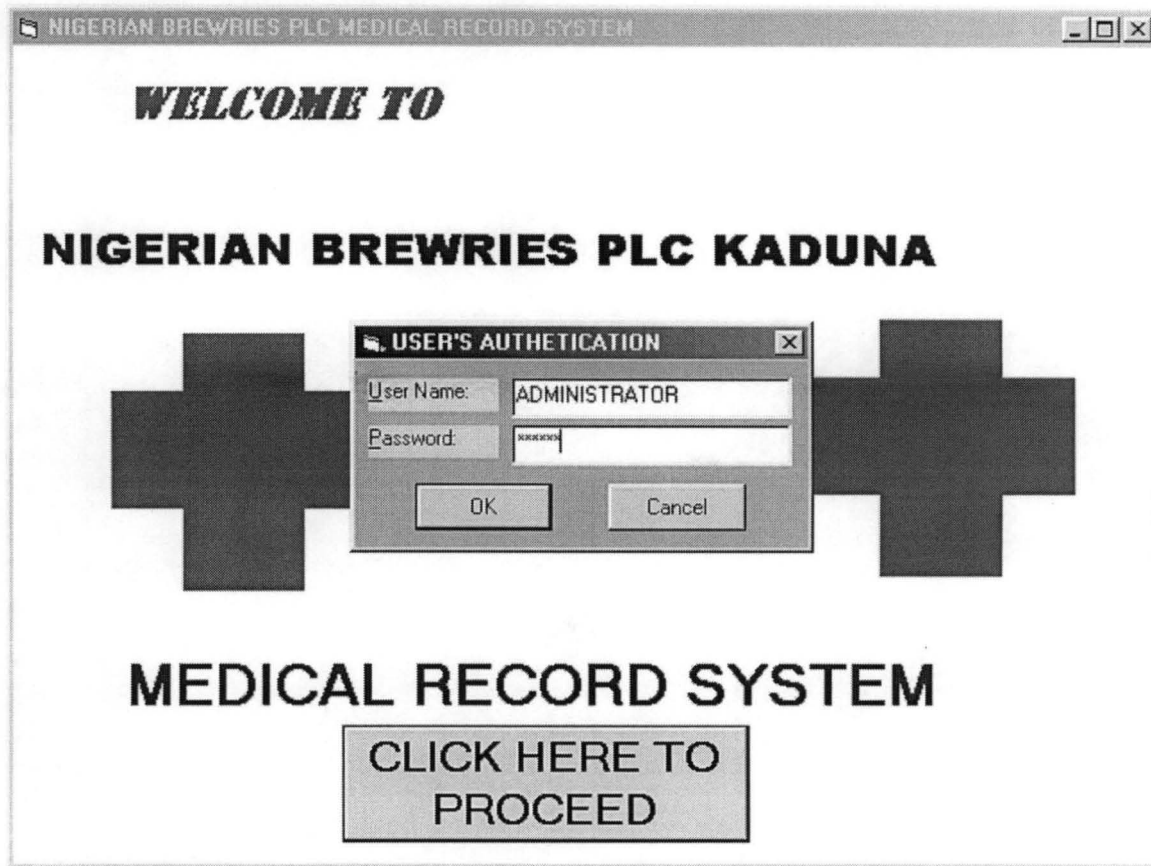 NIGERIAN BREWRIES PLC MEDICAL RECORD SYSTEM
WELCOME TO
NIGERIAN BREWRIES PLC KADUNA
USER'S AUTHETICATION
User Name: ADMINISTRATOR
Password: ******
OK Cancel
MEDICAL RECORD SYSTEM
CLICK HERE TO
PROCEED